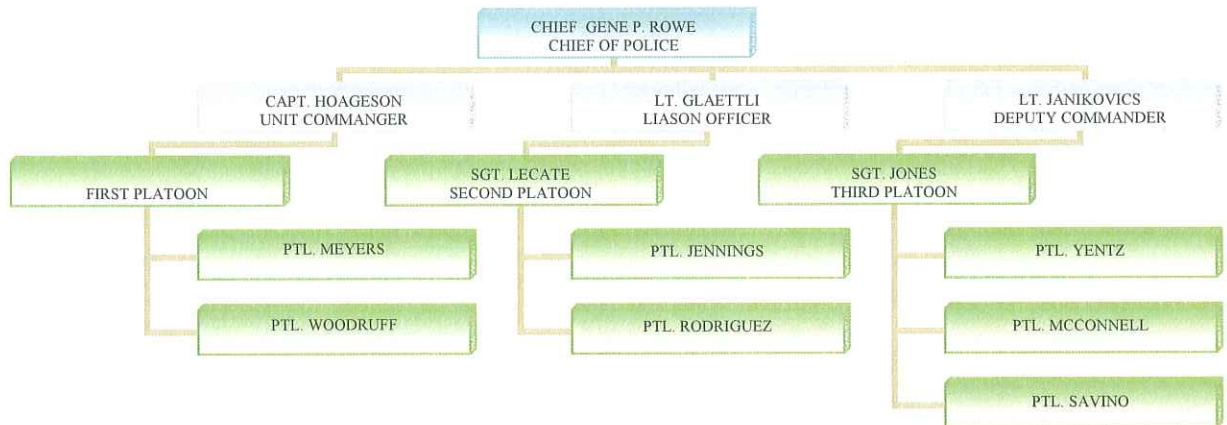 CHIEF GENE P. ROWE
CHIEF OF POLICE
CAPT. HOAGESON
UNIT COMMANGER
LT. GLAETTLI
LIASON OFFICER
LT. JANIKOVICS
DEPUTY COMMANDER
FIRST PLATOON
SGT. LECATE
SECOND PLATOON
SGT. JONES
THIRD PLATOON
PTL. MEYERS
PTL. JENNINGS
PTL. YENTZ
PTL. WOODRUFF
PTL. RODRIGUEZ
PTL. MCCONNELL
PTL. SAVINO